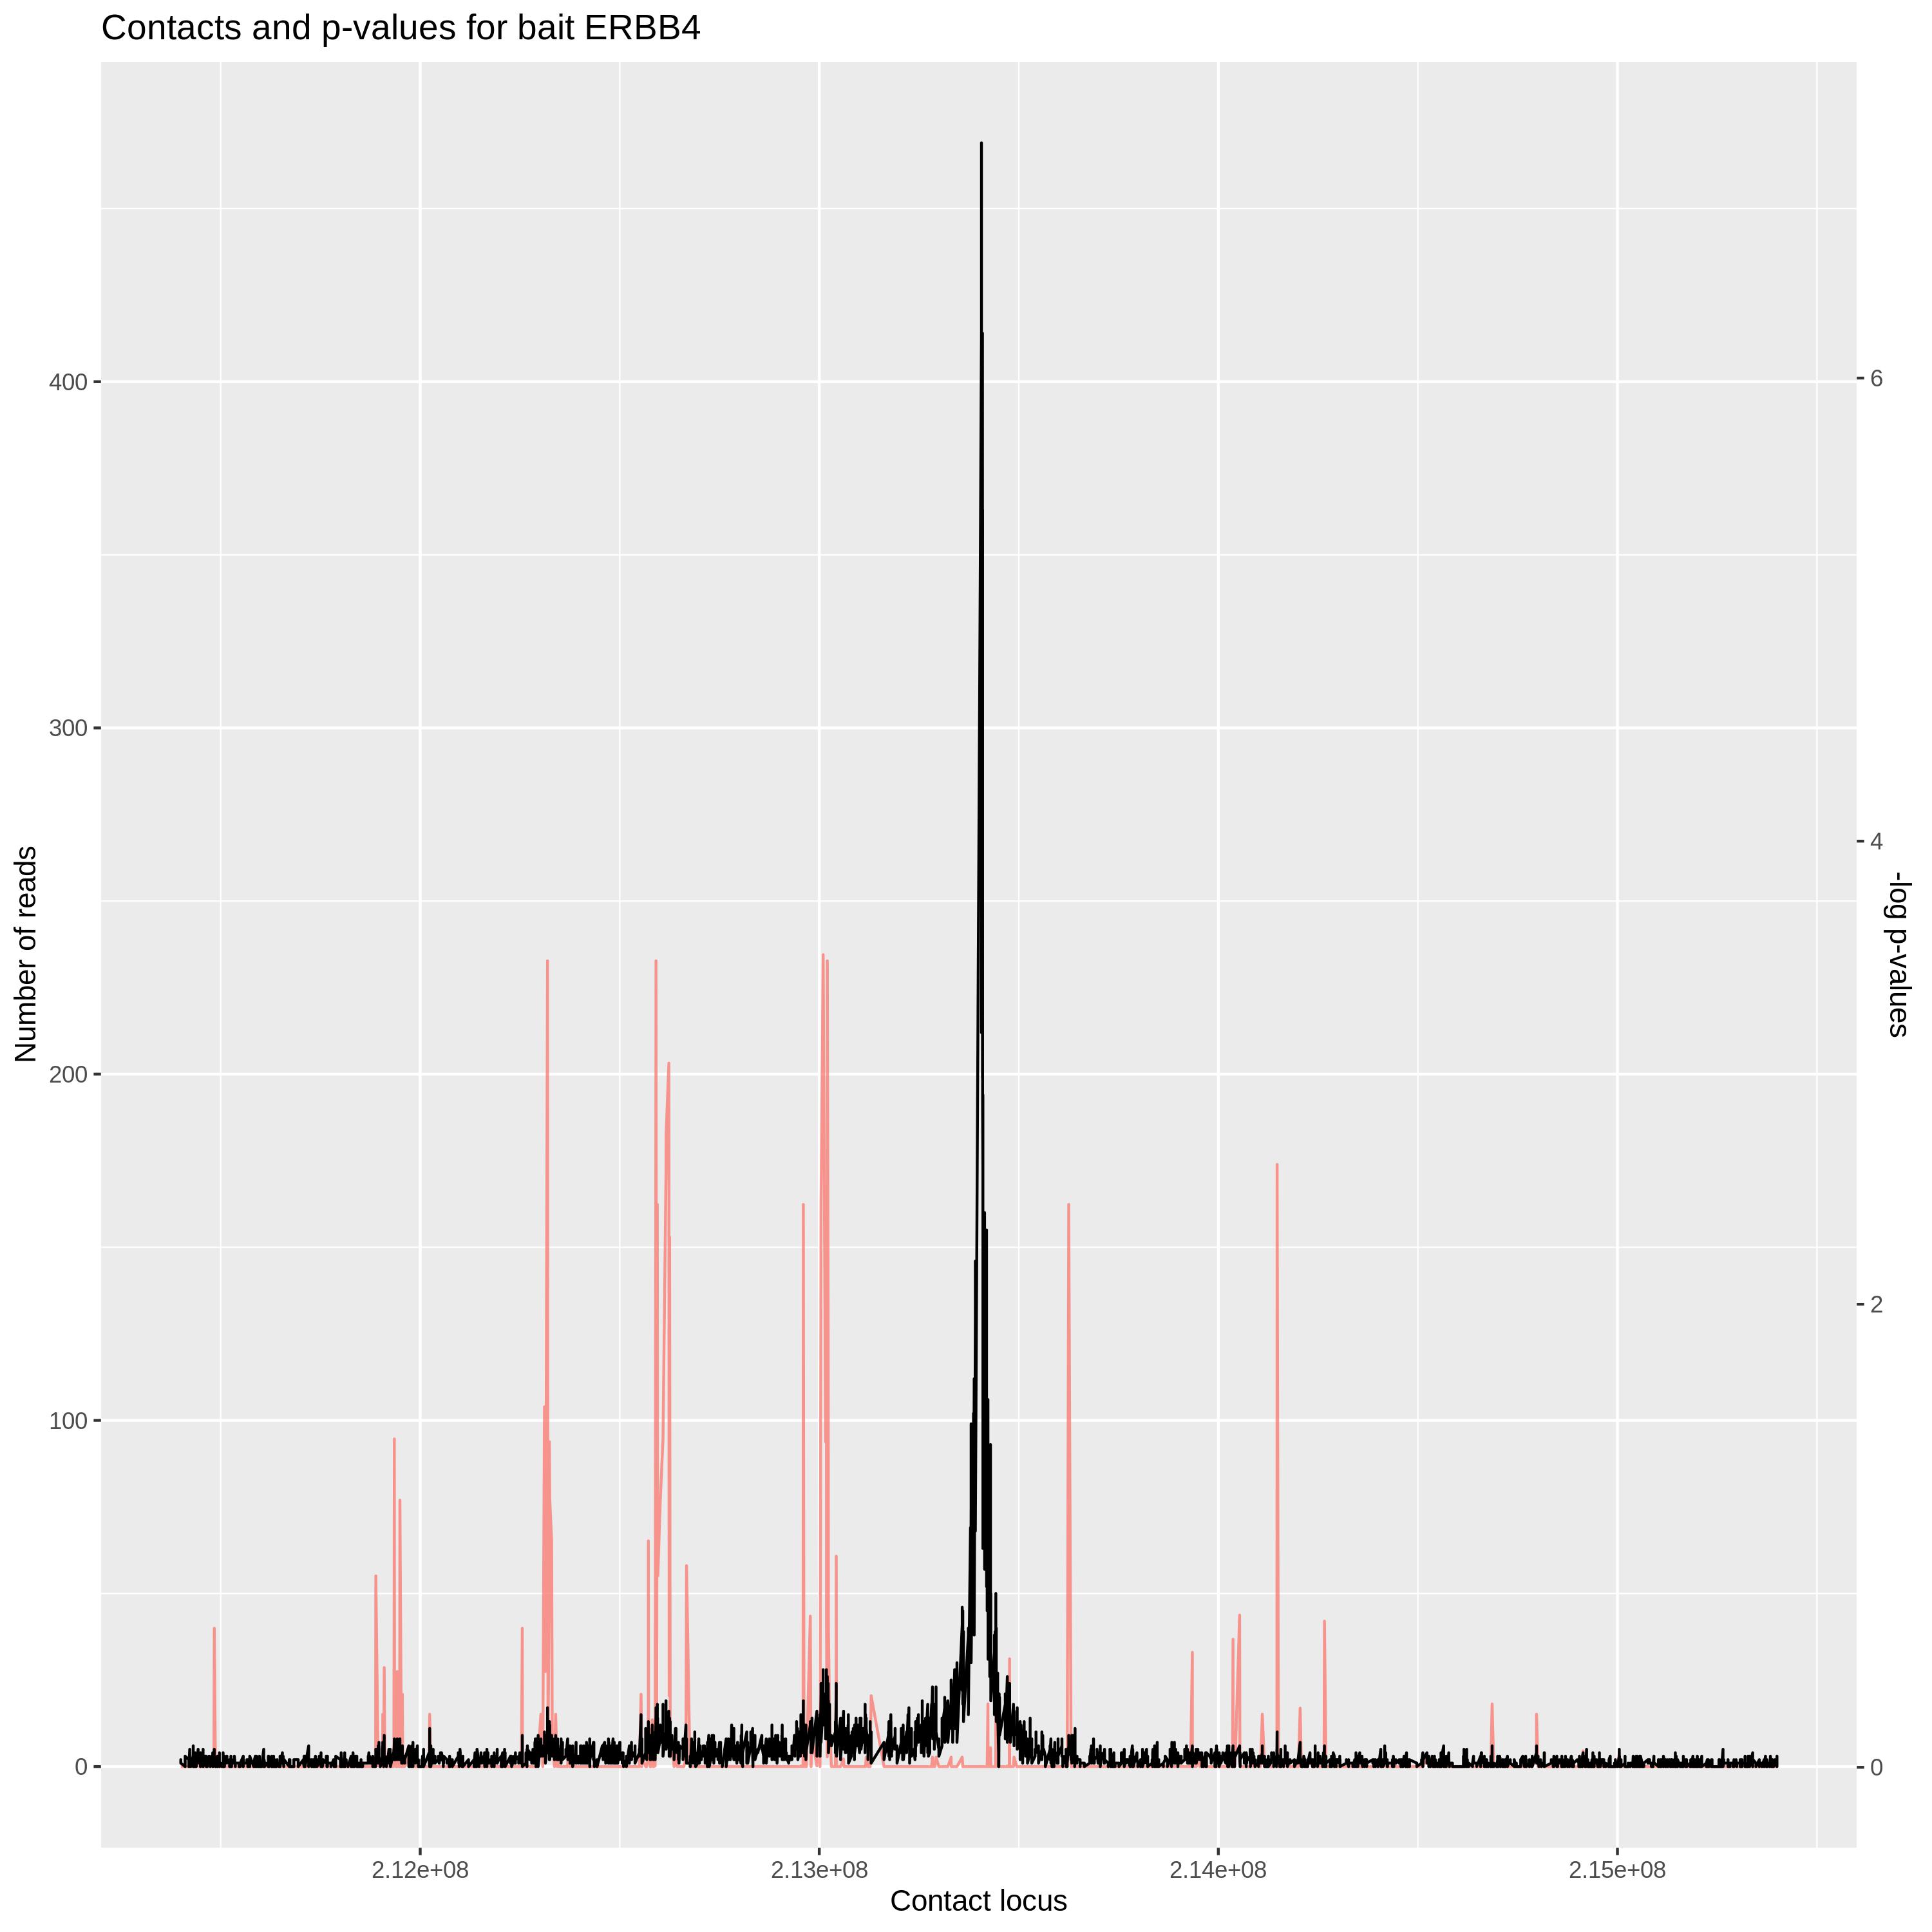 Contacts and p-values for bait ERBB4
Number of reads
400
300
200
100
0
6
4
2
0
-log p-values
2.12e+08
2.13e+08
2.14e+08
2.15e+08
Contact locus